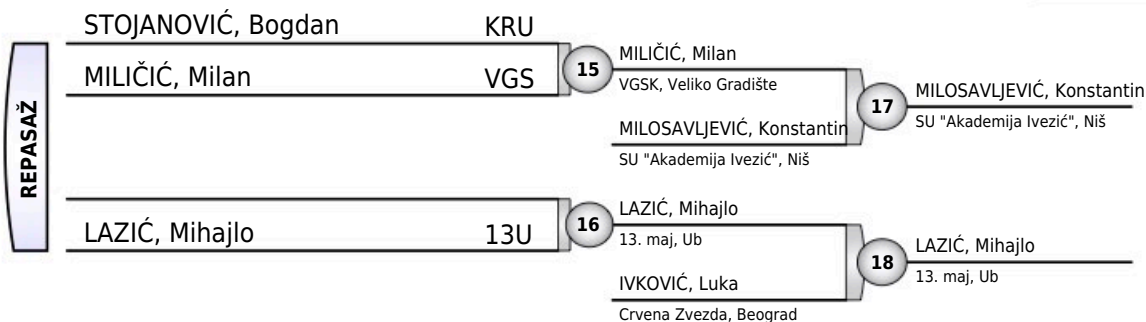 REPASAŽ
STOJANOVIĆ, Bogdan KRU
MILIČIĆ, Milan VGS
15
MILIČIĆ, Milan
VGSK, Veliko Gradište
MILOSAVLJEVIĆ, Konstantin
SU "Akademija Ivezić", Niš
17
MILOSAVLJEVIĆ, Konstantin
SU "Akademija Ivezić", Niš
LAZIĆ, Mihajlo 13U
16
LAZIĆ, Mihajlo
13. maj, Ub
IVKOVIĆ, Luka
Crvena Zvezda, Beograd
18
LAZIĆ, Mihajlo
13. maj, Ub